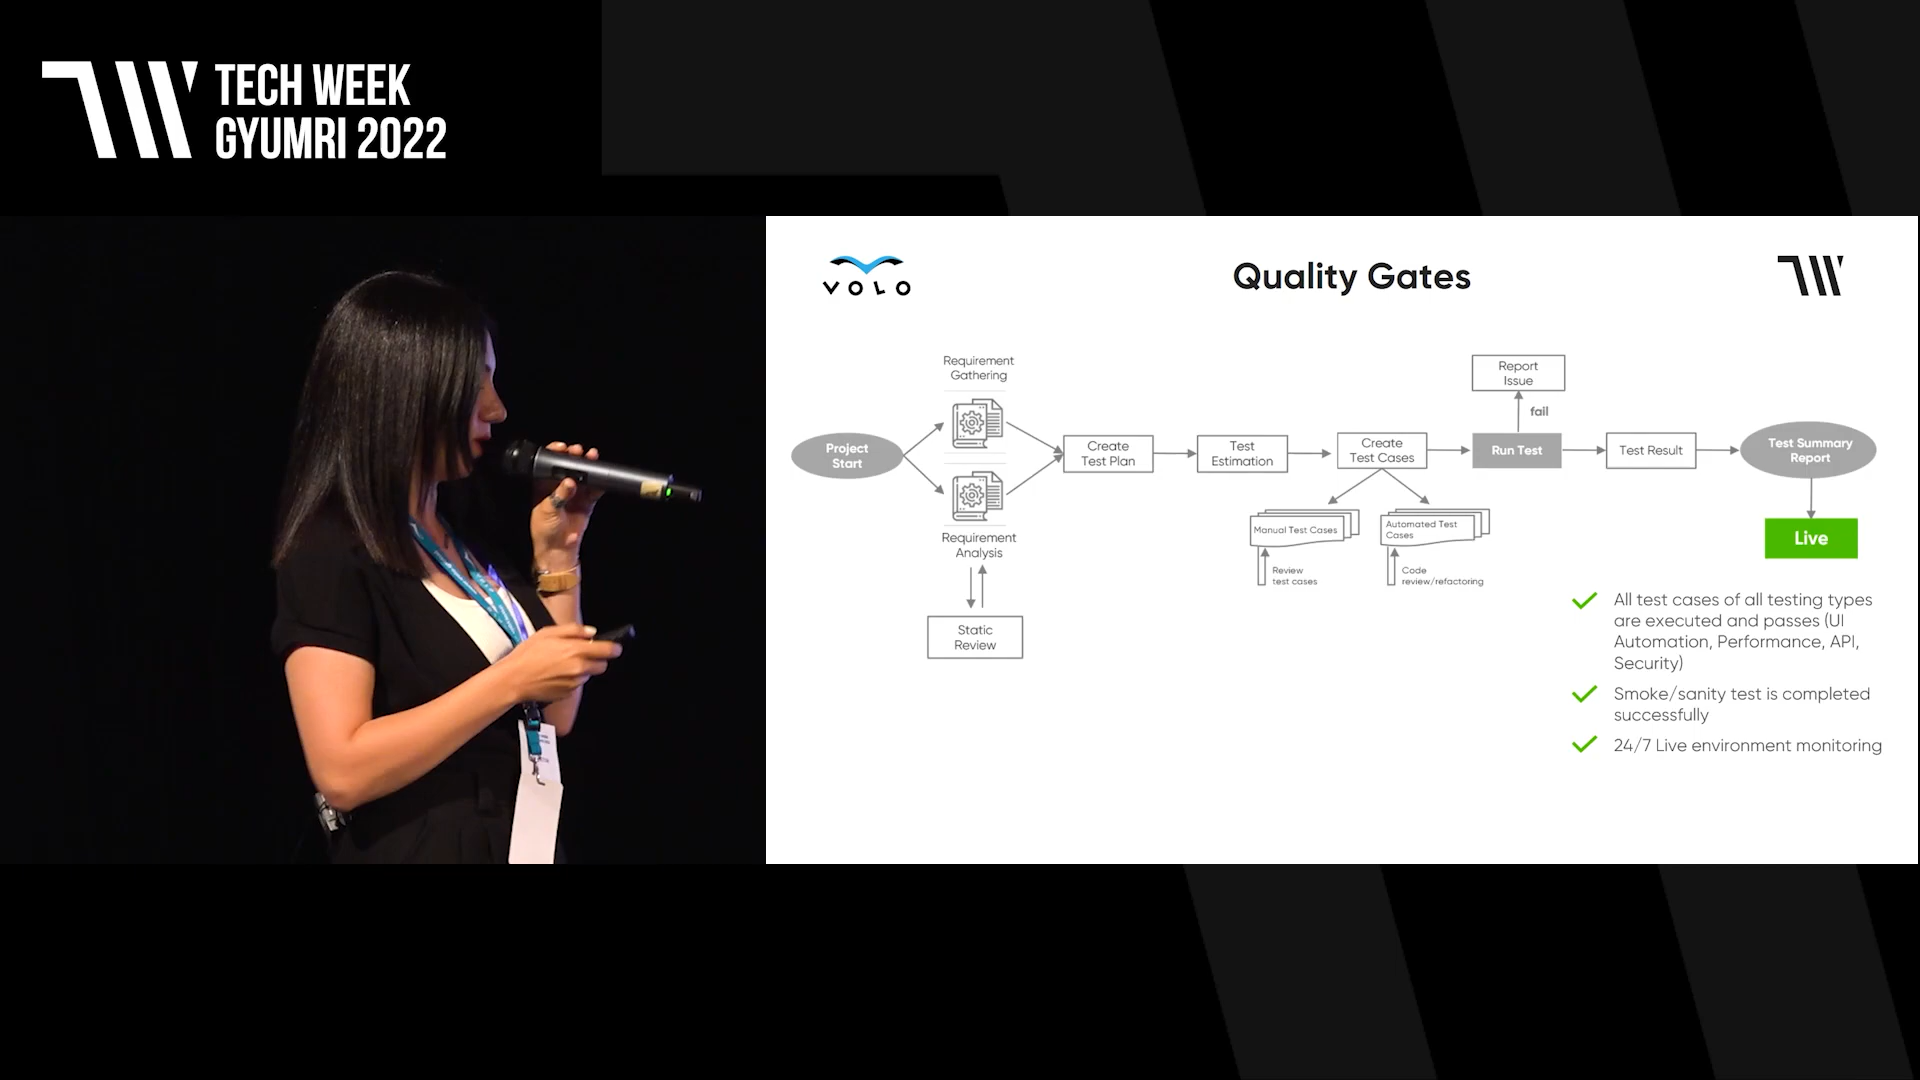 TECH WEEK
GYUMRI 2022
VOLO
Quality Gates
Requirement
Gathering
Report
Issue
fail
Project
Start
Create
Test Plan
Test
Estimation
Create
Test Cases
Run Test
Test Result
Test Summary
Report
Manual Test Cases
Automated Test
Cases
Live
Requirement
Analysis
Review
test cases
Code
review/refactoring
Static
Review
All test cases of all testing types
are executed and passes (UI
Automation, Performance, API,
Security)
Smoke/sanity test is completed
successfully
24/7 Live environment monitoring